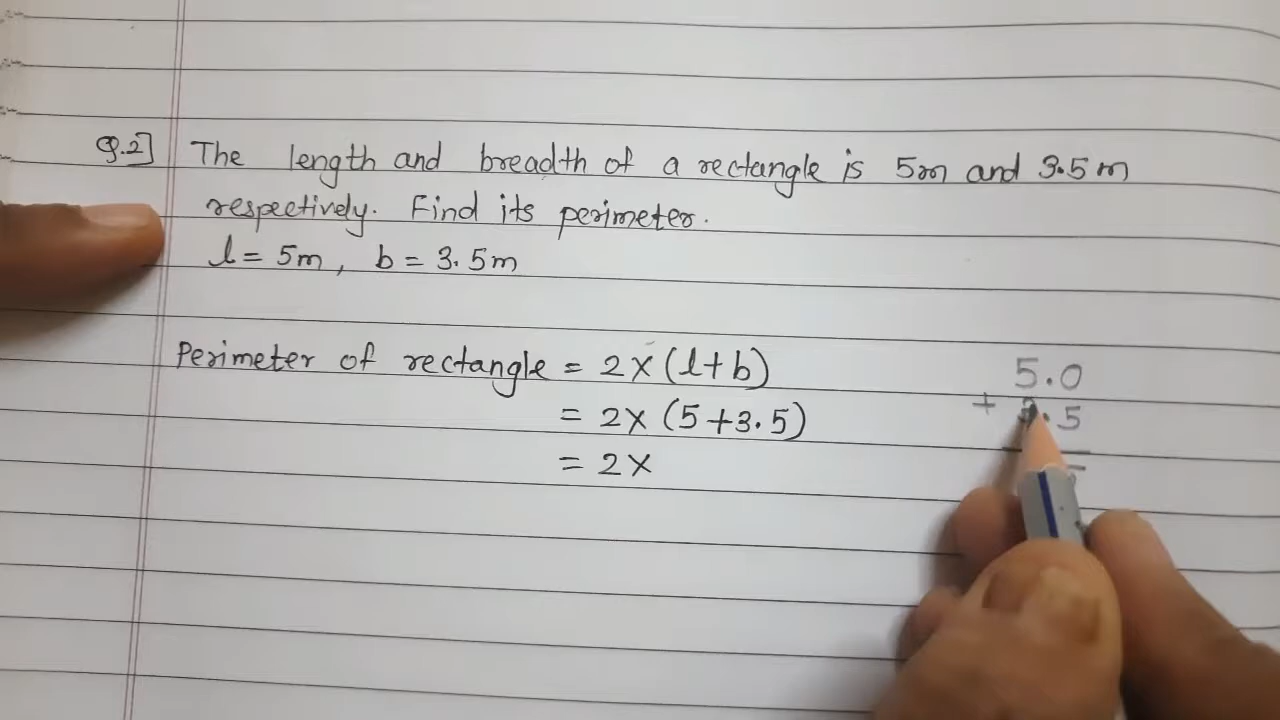 Q.2] The length and breadth of a rectangle is 5m and 3.5m
respectively. Find its perimeter.
l = 5m, b = 3.5m
Perimeter of rectangle = 2×(l+b)
= 2×(5+3.5)
= 2×
5.0
+ 3.5